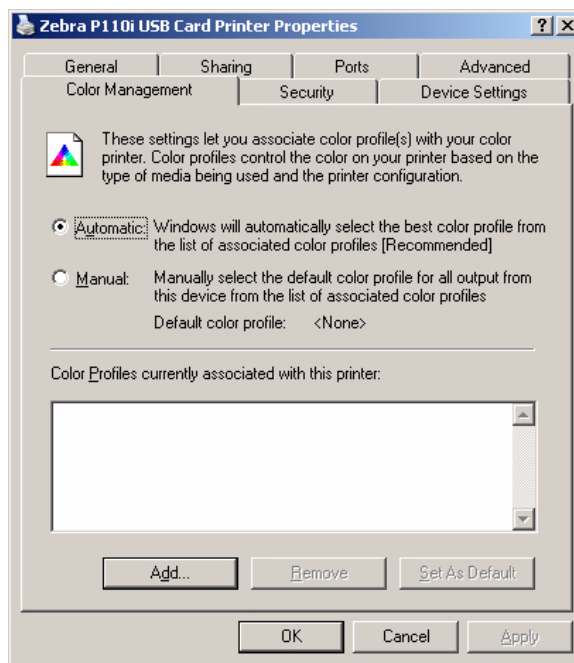 Zebra P110i USB Card Printer Properties
General Sharing Ports Advanced
Color Management Security Device Settings
These settings let you associate color profile(s) with your color
printer. Color profiles control the color on your printer based on the
type of media being used and the printer configuration.
Automatic: Windows will automatically select the best color profile from
the list of associated color profiles [Recommended]
Manual: Manually select the default color profile for all output from
this device from the list of associated color profiles
Default color profile: <None>
Color Profiles currently associated with this printer:
Add... Remove Set As Default
OK Cancel Apply